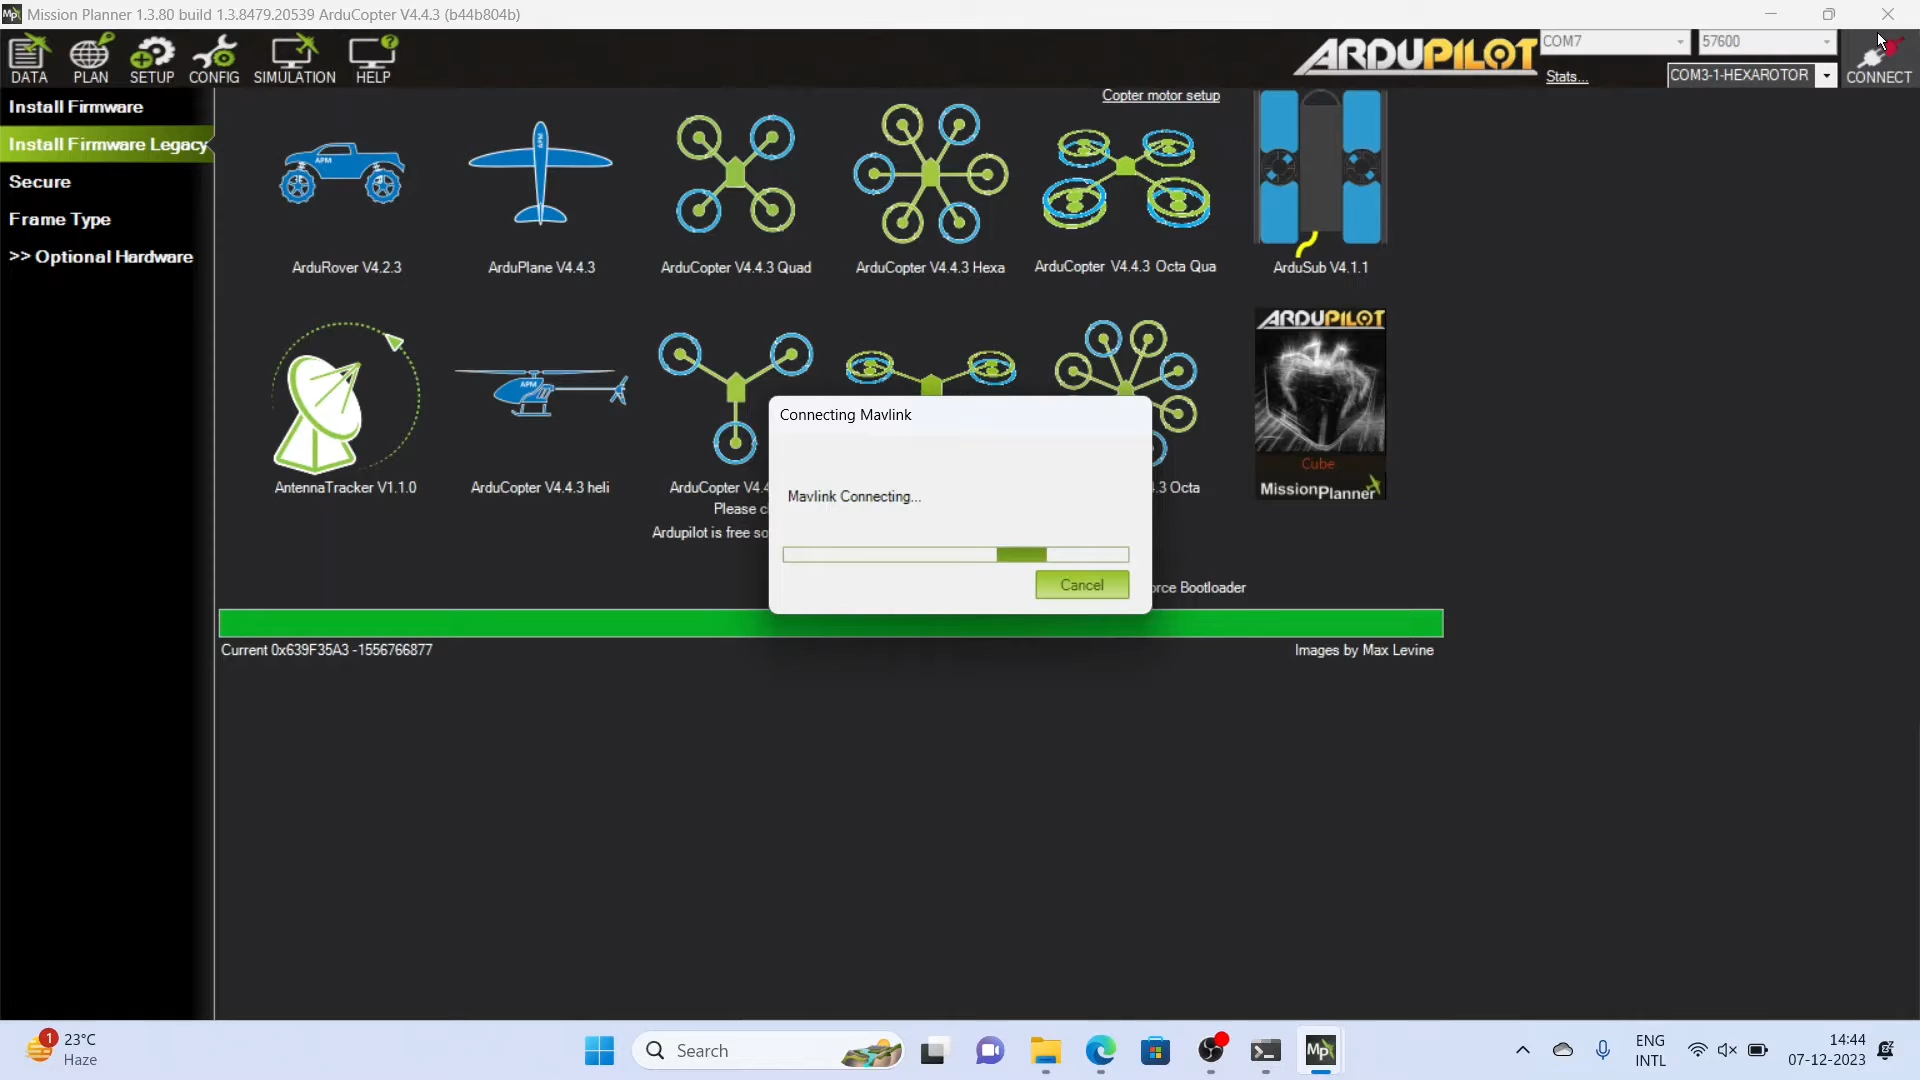 Mission Planner 1.3.80 build 1.3.8479.20539 ArduCopter V4.4.3 (b44b804b)
DATA
PLAN
SETUP
CONFIG
SIMULATION
HELP
ARDUPILOT
COM7
57600
Stats...
COM3-1-HEXAROTOR
CONNECT
Install Firmware
Install Firmware Legacy
Secure
Frame Type
>> Optional Hardware
Copter motor setup
APM
APM
ArduRover V4.2.3
ArduPlane V4.4.3
ArduCopter V4.4.3 Quad
ArduCopter V4.4.3 Hexa
ArduCopter V4.4.3 Octa Qua
ArduSub V4.1.1
APM
ARDUPILOT
Cube
MissionPlanner
AntennaTracker V1.1.0
ArduCopter V4.4.3 heli
ArduCopter V4.4
.3 Octa
Please c
Ardupilot is free so
Connecting Mavlink
Mavlink Connecting...
Cancel
orce Bootloader
Current 0x639F35A3 -1556766877
Images by Max Levine
1
23°C
Haze
Search
Mp
ENG
INTL
14:44
07-12-2023